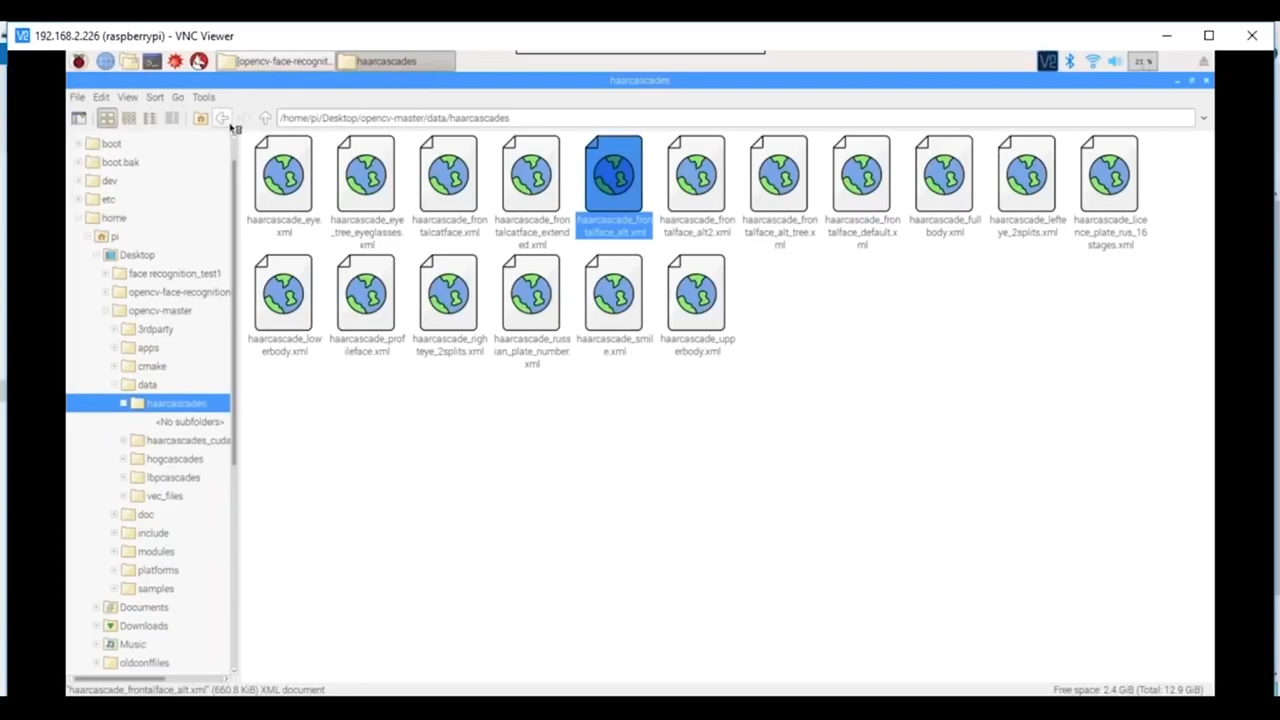 192.168.2.226 (raspberrypi) - VNC Viewer
[opencv-face-recognit...
haarcascades
21 %
haarcascades
File Edit View Sort Go Tools
/home/pi/Desktop/opencv-master/data/haarcascades
boot
boot.bak
dev
etc
home
pi
Desktop
face recognition_test1
opencv-face-recognition
opencv-master
3rdparty
apps
cmake
data
haarcascades
<No subfolders>
haarcascades_cuda
hogcascades
lbpcascades
vec_files
doc
include
modules
platforms
samples
Documents
Downloads
Music
oldconffiles
haarcascade_eye.
xml
haarcascade_eye
_tree_eyeglasses.
xml
haarcascade_fron
talcatface.xml
haarcascade_fron
talcatface_extend
ed.xml
haarcascade_fron
talface_alt.xml
haarcascade_fron
talface_alt2.xml
haarcascade_fron
talface_alt_tree.x
ml
haarcascade_fron
talface_default.x
ml
haarcascade_full
body.xml
haarcascade_lefte
ye_2splits.xml
haarcascade_lice
nce_plate_rus_16
stages.xml
haarcascade_low
erbody.xml
haarcascade_prof
ileface.xml
haarcascade_righ
teye_2splits.xml
haarcascade_russ
ian_plate_number.
xml
haarcascade_smil
e.xml
haarcascade_upp
erbody.xml
"haarcascade_frontalface_alt.xml" (660.8 KiB) XML document
Free space: 2.4 GiB (Total: 12.9 GiB)